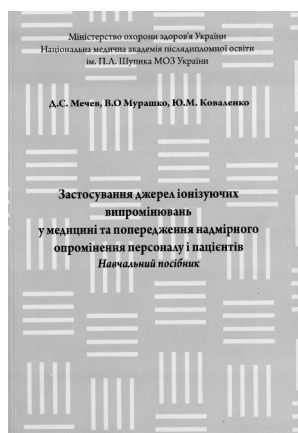 Міністерство охорони здоров'я України
Національна медична академія післядипломної освіти
ім. П.Л. Шупика МОЗ України
Д.С. Мечев, В.О Мурашко, Ю.М. Коваленко
Застосування джерел іонізуючих
випромінювань
у медицині та попередження надмірного
опромінення персоналу і пацієнтів
Навчальний посібник